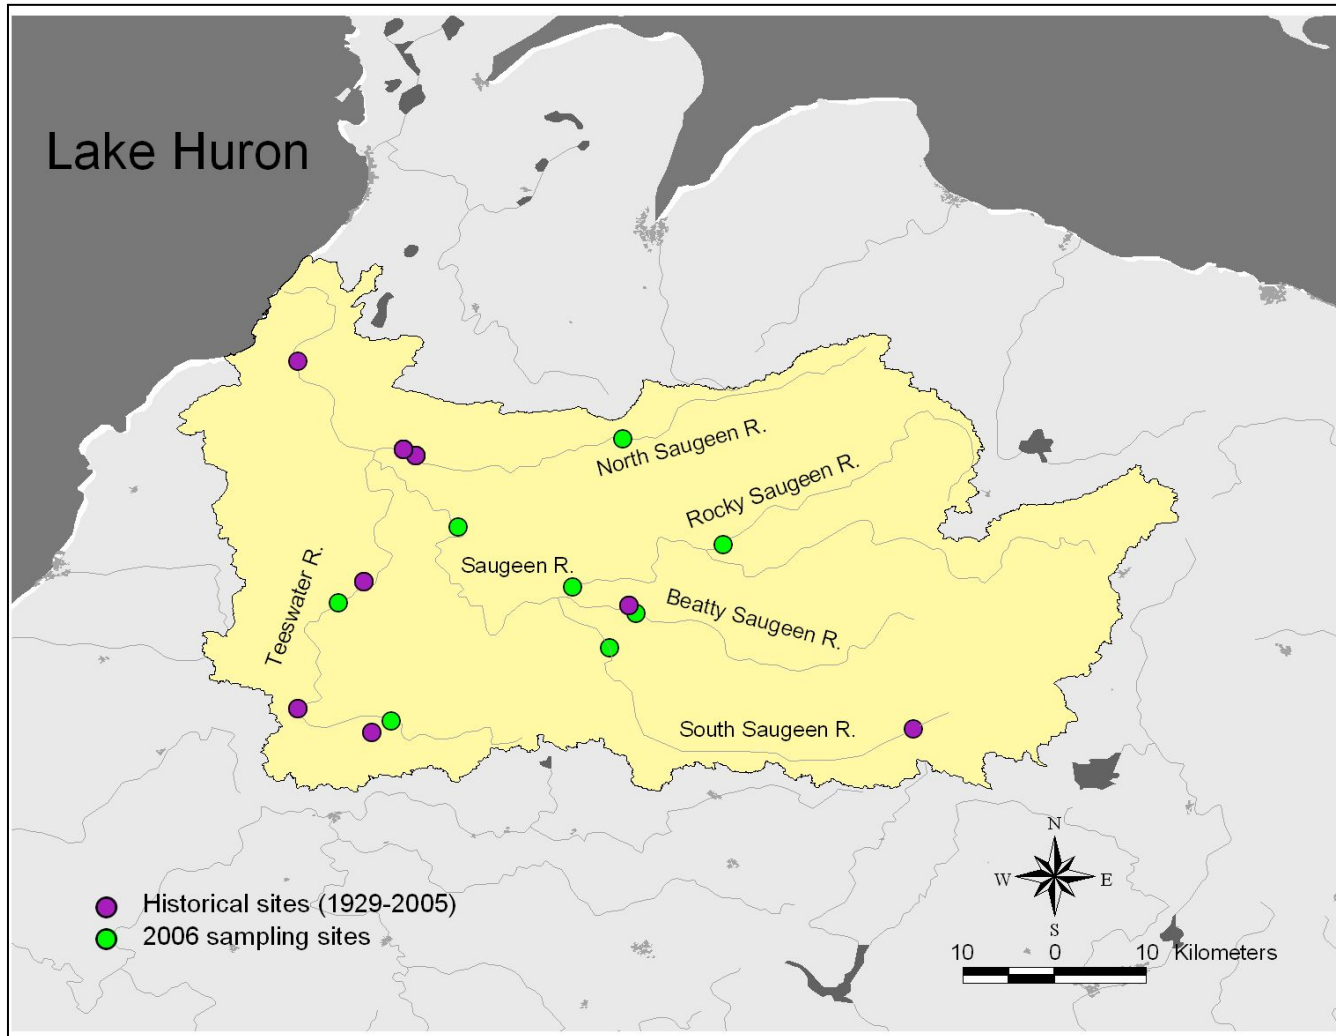 Lake Huron
North Saugeen R.
Rocky Saugeen R.
Saugeen R.
Teeswater R.
Beatty Saugeen R.
South Saugeen R.
N
W E
S
Historical sites (1929-2005)
2006 sampling sites
10 0 10 Kilometers